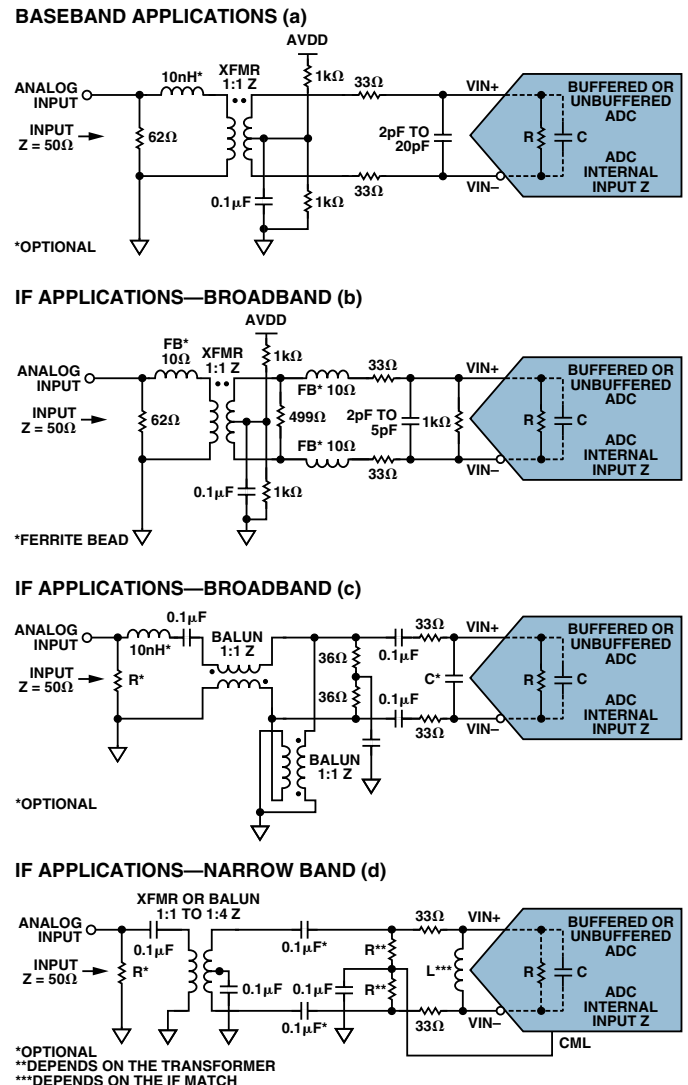 BASEBAND APPLICATIONS (a)
AVDD
XFMR
1:1 Z
10nH*
1kΩ
33Ω
VIN+
ANALOG
INPUT
INPUT
Z = 50Ω
62Ω
2pF TO
20pF
BUFFERED OR
UNBUFFERED
ADC
R
C
ADC
INTERNAL
INPUT Z
0.1µF
1kΩ
33Ω
VIN–
*OPTIONAL
IF APPLICATIONS—BROADBAND (b)
AVDD
FB*
10Ω
XFMR
1:1 Z
1kΩ
FB* 10Ω
33Ω
VIN+
ANALOG
INPUT
INPUT
Z = 50Ω
62Ω
499Ω
2pF TO
5pF
1kΩ
BUFFERED OR
UNBUFFERED
ADC
R
C
ADC
INTERNAL
INPUT Z
FB* 10Ω
0.1µF
1kΩ
33Ω
VIN–
*FERRITE BEAD
IF APPLICATIONS—BROADBAND (c)
0.1µF
10nH*
BALUN
1:1 Z
ANALOG
INPUT
INPUT
Z = 50Ω
R*
36Ω
36Ω
0.1µF
0.1µF
33Ω
33Ω
C*
VIN+
VIN–
BUFFERED OR
UNBUFFERED
ADC
R
C
ADC
INTERNAL
INPUT Z
BALUN
1:1 Z
*OPTIONAL
IF APPLICATIONS—NARROW BAND (d)
XFMR OR BALUN
1:1 TO 1:4 Z
ANALOG
INPUT
0.1µF
INPUT
Z = 50Ω
R*
0.1µF
0.1µF*
0.1µF
0.1µF*
R**
R**
33Ω
33Ω
L***
VIN+
VIN–
BUFFERED OR
UNBUFFERED
ADC
R
C
ADC
INTERNAL
INPUT Z
CML
*OPTIONAL
**DEPENDS ON THE TRANSFORMER
***DEPENDS ON THE IF MATCH